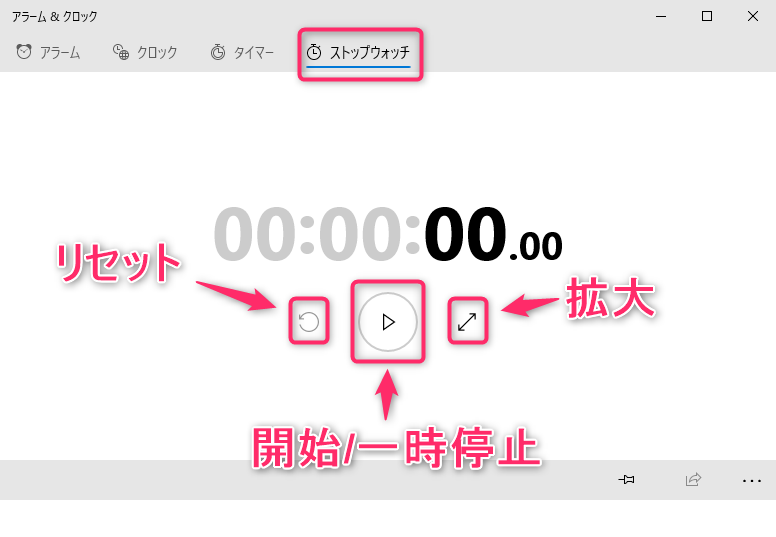 アラーム & クロック
アラーム クロック タイマー ストップウォッチ
00:00:00.00
リセット
拡大
開始/一時停止